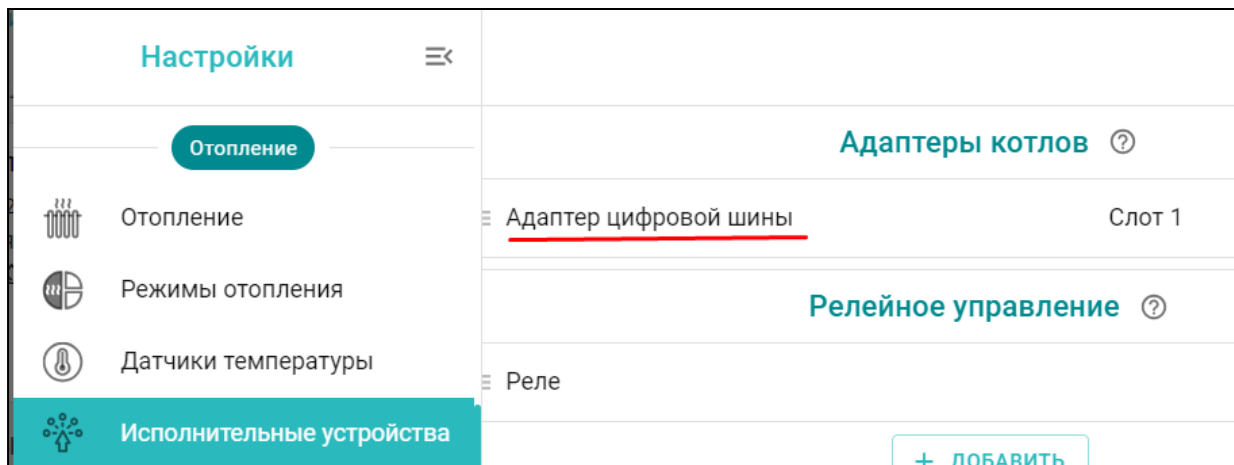 Настройки
Отопление
Отопление
Режимы отопления
Датчики температуры
Исполнительные устройства
Адаптеры котлов
Адаптер цифровой шины Слот 1
Релейное управление
Реле
+ ДОБАВИТЬ